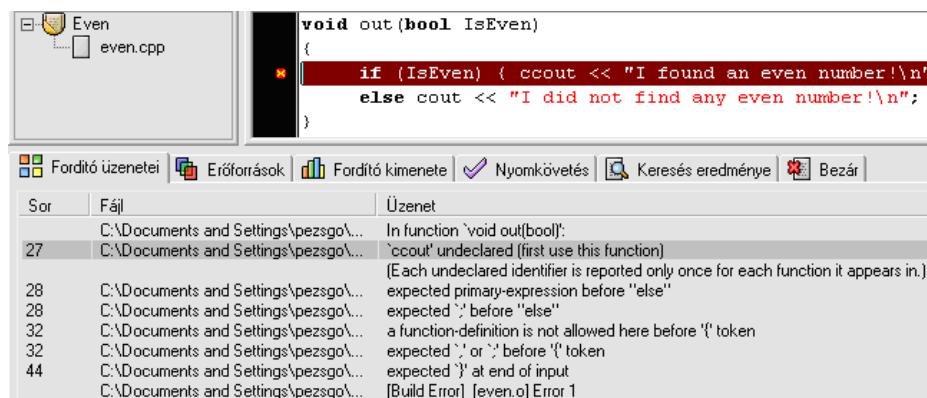 Even
even.cpp
void out(bool IsEven)
{
if (IsEven) { ccout << "I found an even number!\n"
else cout << "I did not find any even number!\n";
}
Fordító üzenetei Erőforrások Fordító kimenete Nyomkövetés Keresés eredménye Bezár
Sor Fájl Üzenet
C:\Documents and Settings\pezsgo\... In function `void out(bool)':
27 C:\Documents and Settings\pezsgo\... `ccout' undeclared (first use this function)
(Each undeclared identifier is reported only once for each function it appears in.)
28 C:\Documents and Settings\pezsgo\... expected primary-expression before "else"
28 C:\Documents and Settings\pezsgo\... expected `;' before "else"
32 C:\Documents and Settings\pezsgo\... a function-definition is not allowed here before '{' token
32 C:\Documents and Settings\pezsgo\... expected `,' or `;' before '{' token
44 C:\Documents and Settings\pezsgo\... expected `}' at end of input
C:\Documents and Settings\pezsgo\... [Build Error] [even.o] Error 1